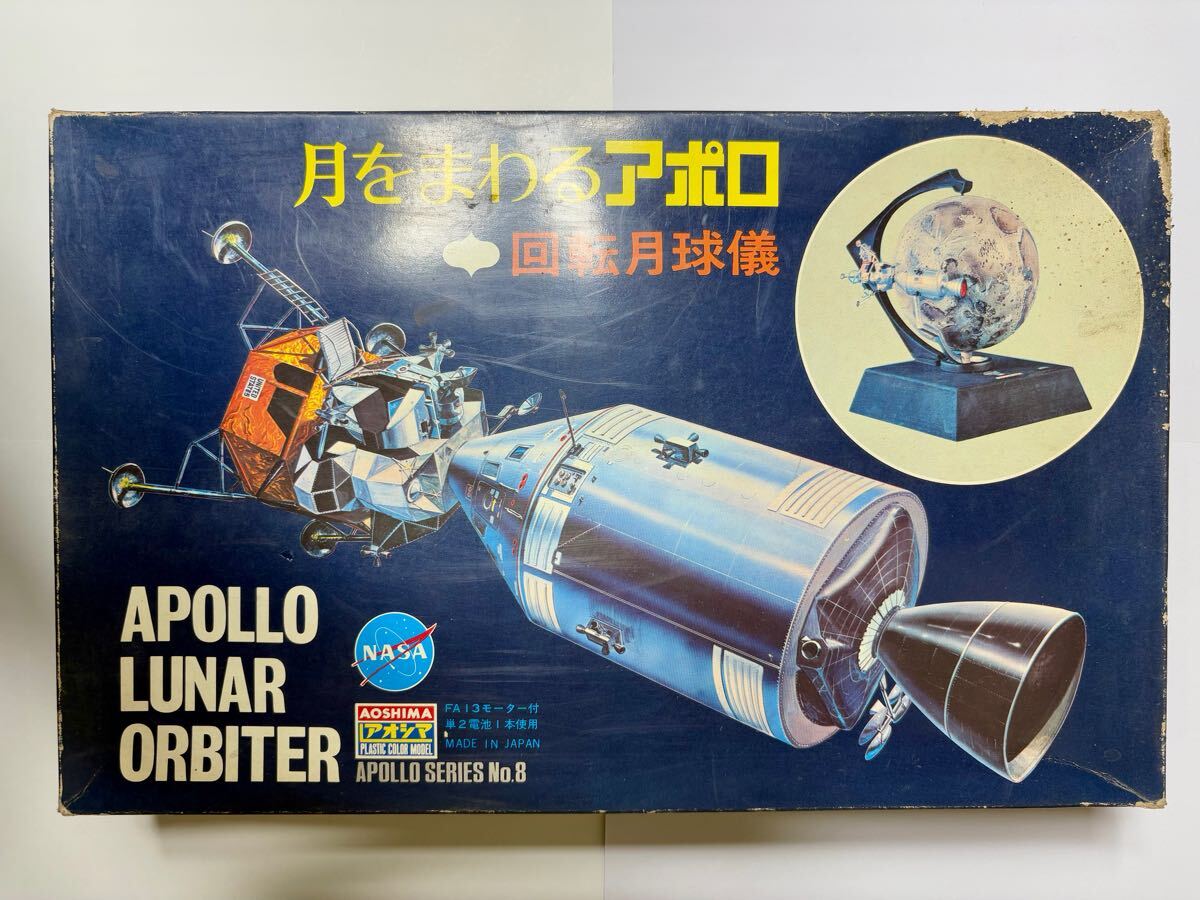 月をまわるアポロ
回転月球儀
UNITED
STATES
APOLLO
LUNAR
ORBITER
NASA
AOSHIMA
アオシマ
PLASTIC COLOR MODEL
FA13モーター付
単2電池1本使用
MADE IN JAPAN
APOLLO SERIES No.8